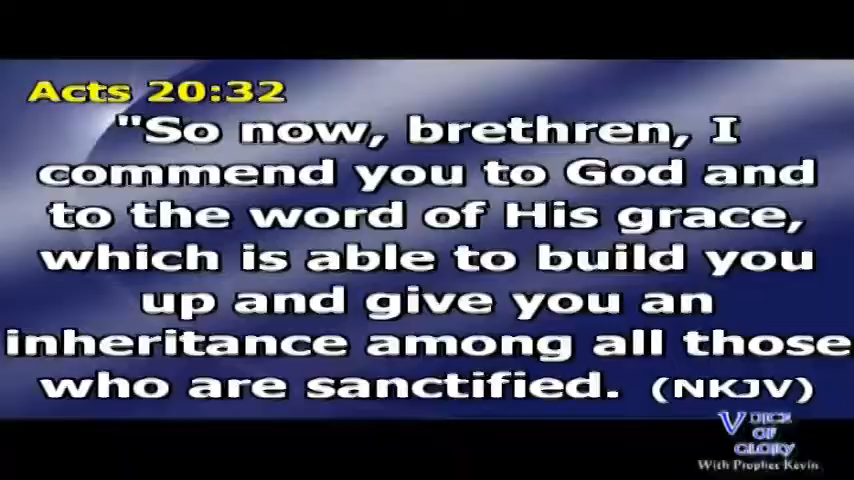 Acts 20:32
"So now, brethren, I
commend you to God and
to the word of His grace,
which is able to build you
up and give you an
inheritance among all those
who are sanctified. (NKJV)
VOICE
OF
GLORY
With Prophet Kevin